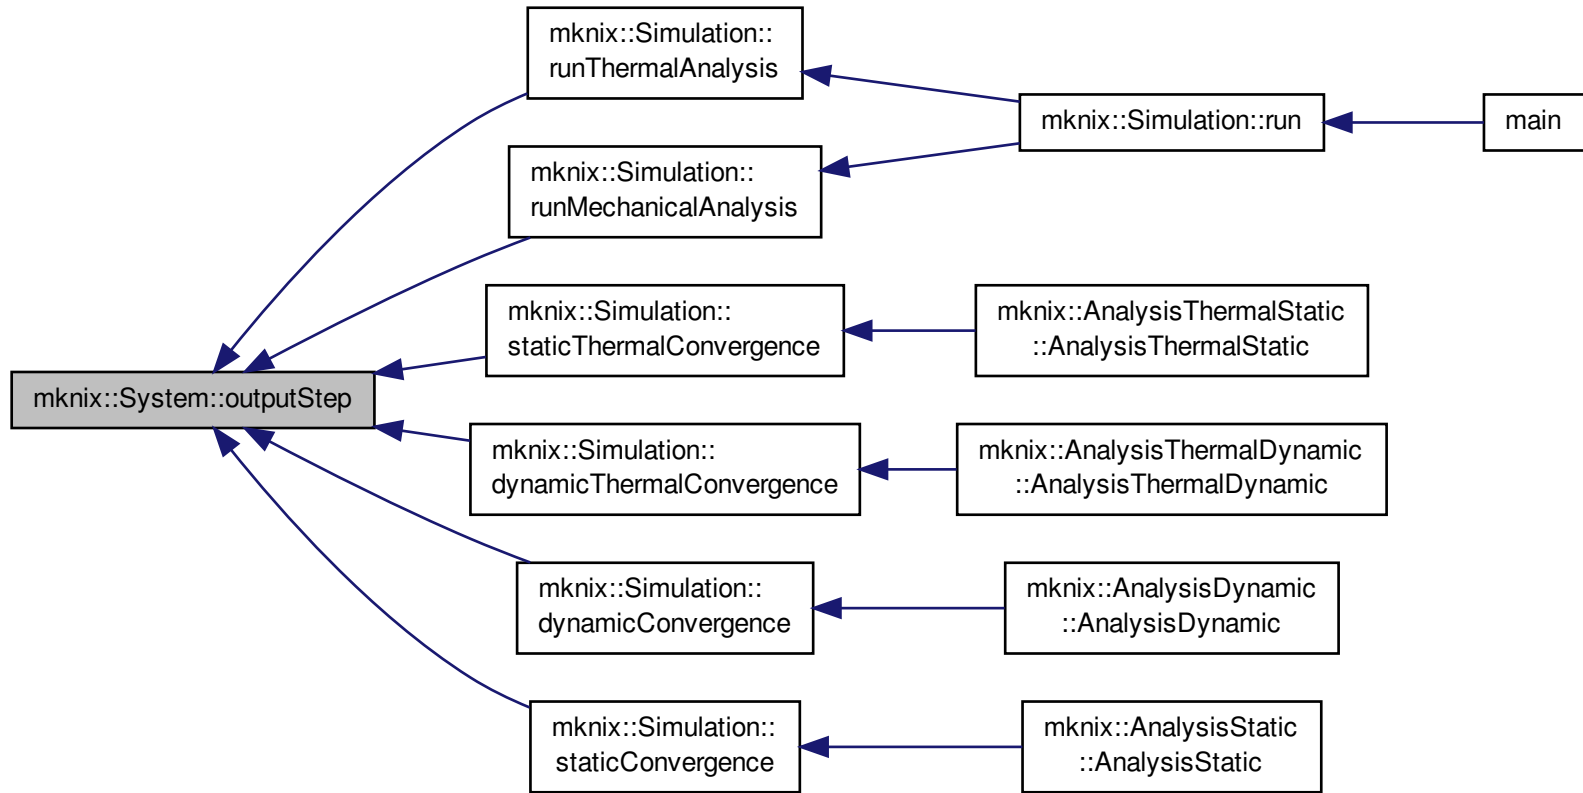 mknix::Simulation::
runThermalAnalysis
mknix::Simulation::run
main
mknix::Simulation::
runMechanicalAnalysis
mknix::Simulation::
staticThermalConvergence
mknix::AnalysisThermalStatic
::AnalysisThermalStatic
mknix::System::outputStep
mknix::Simulation::
dynamicThermalConvergence
mknix::AnalysisThermalDynamic
::AnalysisThermalDynamic
mknix::Simulation::
dynamicConvergence
mknix::AnalysisDynamic
::AnalysisDynamic
mknix::Simulation::
staticConvergence
mknix::AnalysisStatic
::AnalysisStatic